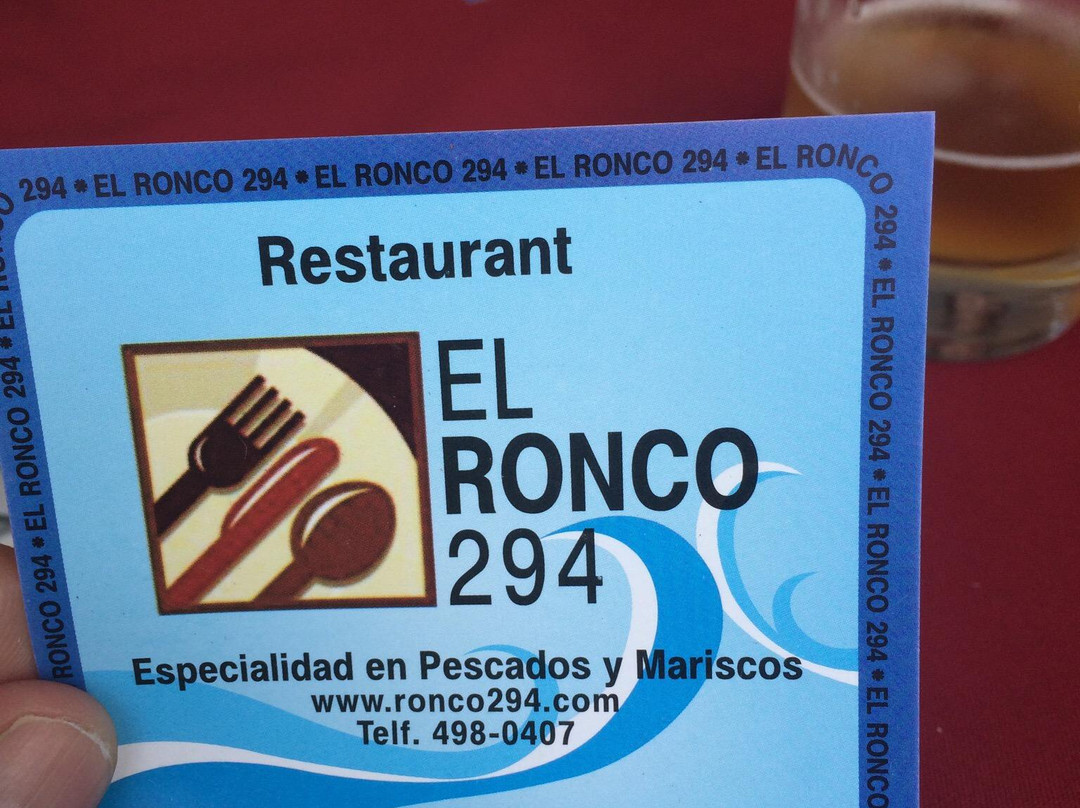 294 * EL RONCO 294 * EL RONCO 294 * EL RONCO 294 * EL RONCO 294 * EL RONCO 294 * EL RONCO 294 * EL RONCO
Restaurant
EL
RONCO
294
Especialidad en Pescados y Mariscos
www.ronco294.com
Telf. 498-0407
RONCO 294 * EL RONCO 294 * EL RONCO